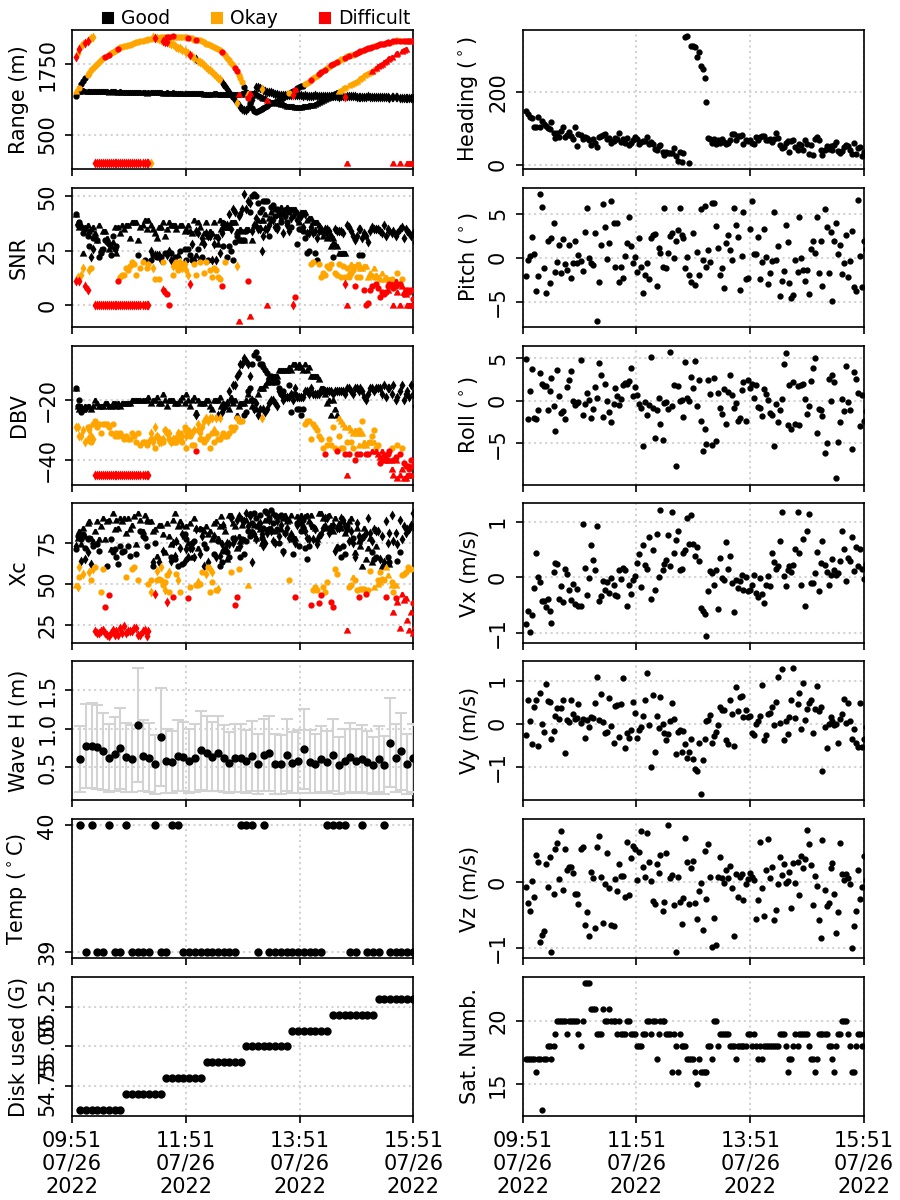 Good Okay Difficult
Range (m)
1750
500
Heading ( ° )
200
0
SNR
50
25
0
Pitch ( ° )
5
0
−5
DBV
−20
−40
Roll ( ° )
5
0
−5
Xc
75
50
25
Vx (m/s)
1
0
−1
Wave H (m)
1.5
1.0
0.5
Vy (m/s)
1
0
−1
Temp ( ° C)
40
39
Vz (m/s)
0
−1
Disk used (G)
Sat. Numb.
20
15
09:51 11:51 13:51 15:51 09:51 11:51 13:51 15:51
07/26 07/26 07/26 07/26 07/26 07/26 07/26 07/26
2022 2022 2022 2022 2022 2022 2022 2022